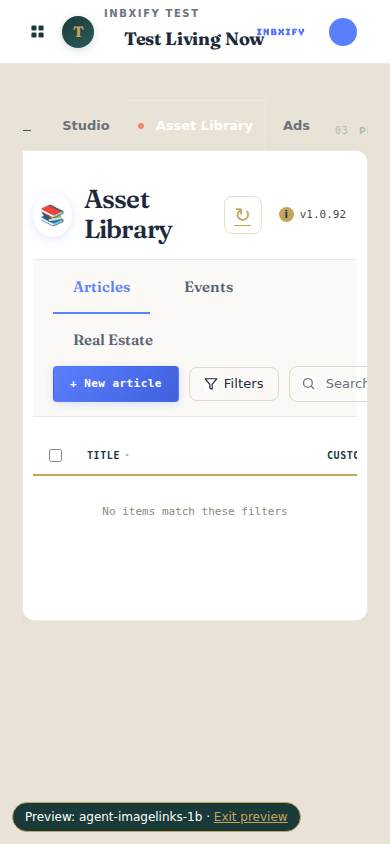 INBXIFY TEST
T
Test Living Now
INBXIFY
Studio
Asset Library
Ads
03
Asset Library
i
v1.0.92
Articles
Events
Real Estate
+ New article
Filters
Search
TITLE
No items match these filters
Preview: agent-imagelinks-1b · Exit preview